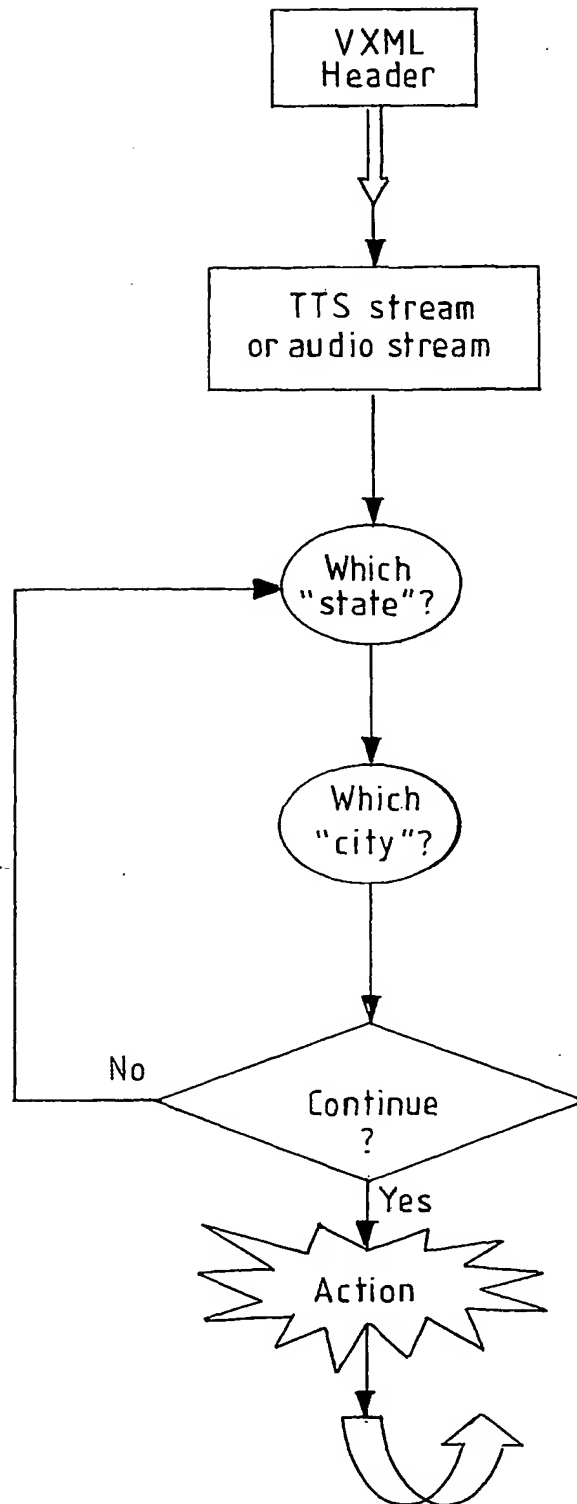 VXML
Header
TTS stream
or audio stream
Which
"state"?
Which
"city"?
No
Continue
?
Yes
Action